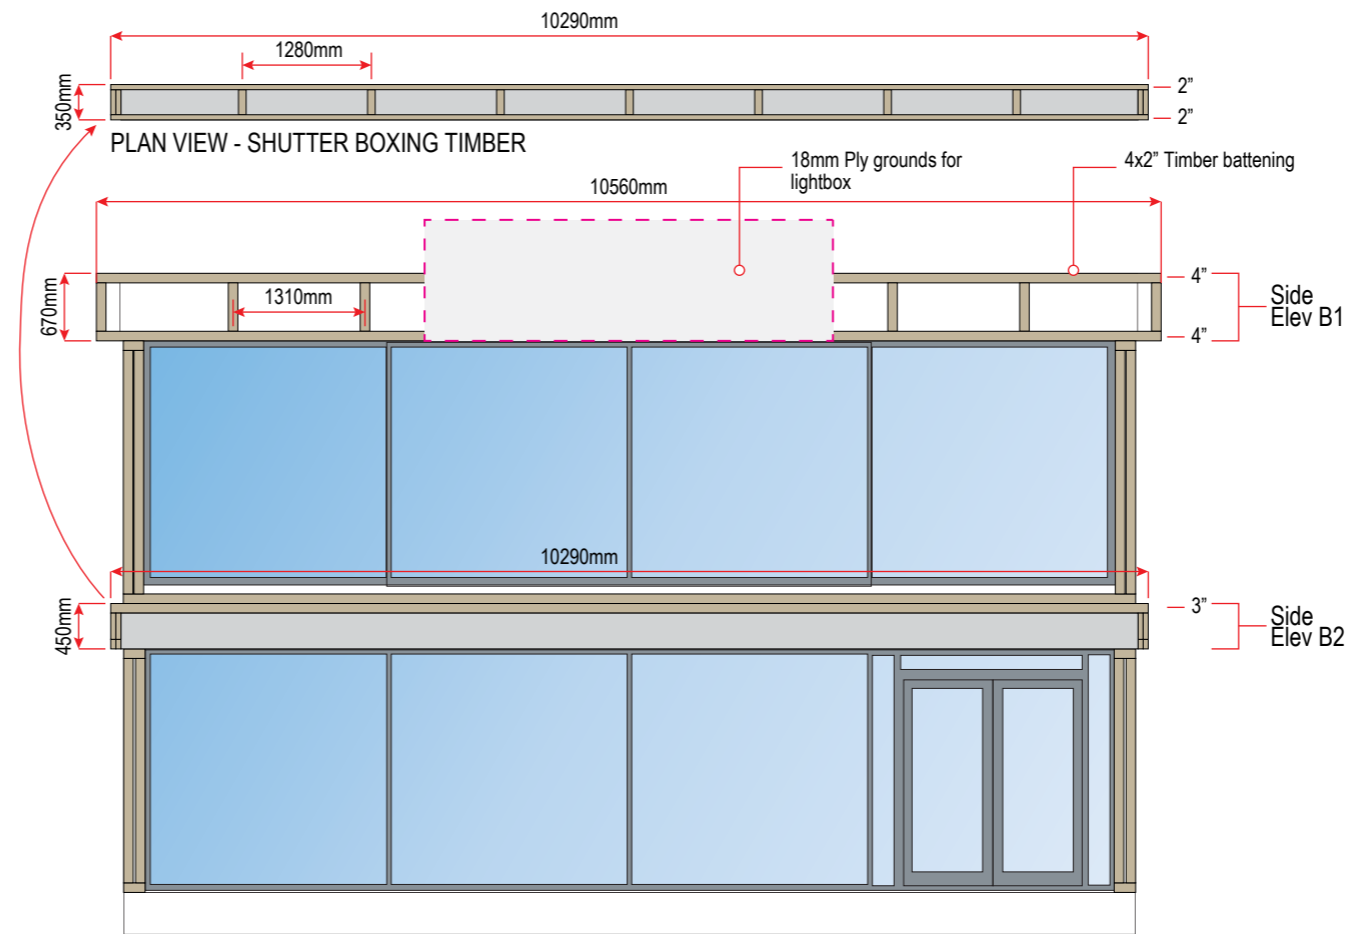 10290mm
1280mm
350mm
2”
2”
PLAN VIEW - SHUTTER BOXING TIMBER
18mm Ply grounds for
lightbox
4x2” Timber battening
10560mm
670mm
1310mm
4”
4”
Side
Elev B1
10290mm
450mm
3”
Side
Elev B2